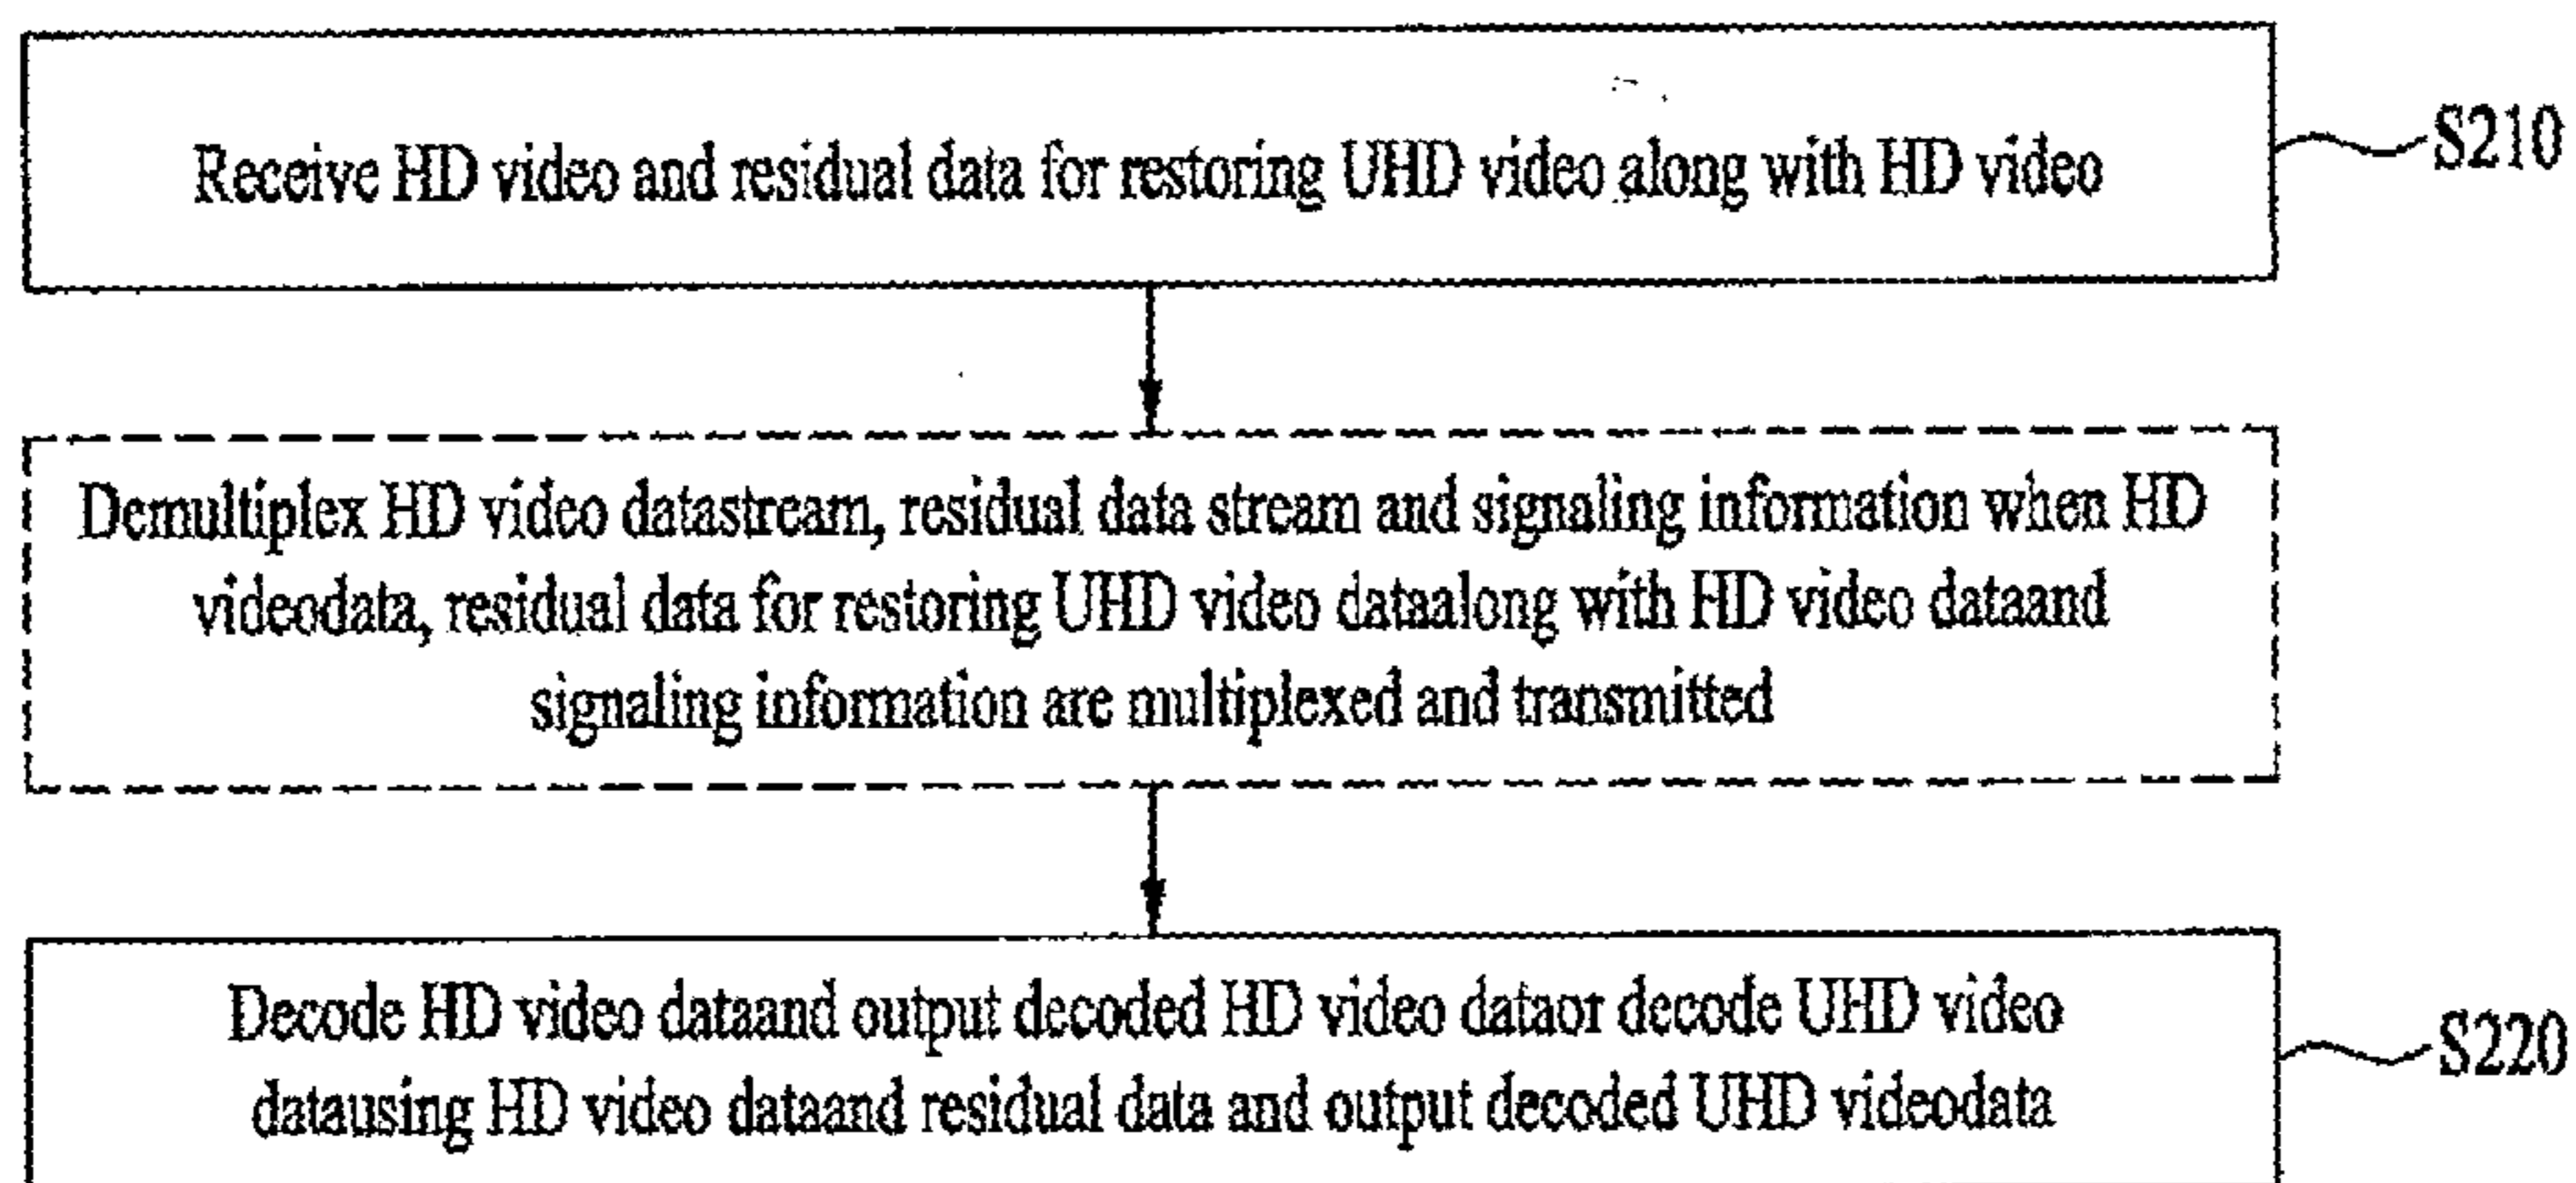 Receive HD video and residual data for restoring UHD video along with HD video
S210
Demultiplex HD video datastream, residual data stream and signaling information when HD
videodata, residual data for restoring UHD video dataalong with HD video dataand
signaling information are multiplexed and transmitted
Decode HD video dataand output decoded HD video dataor decode UHD video
datausing HD video dataand residual data and output decoded UHD videodata
S220